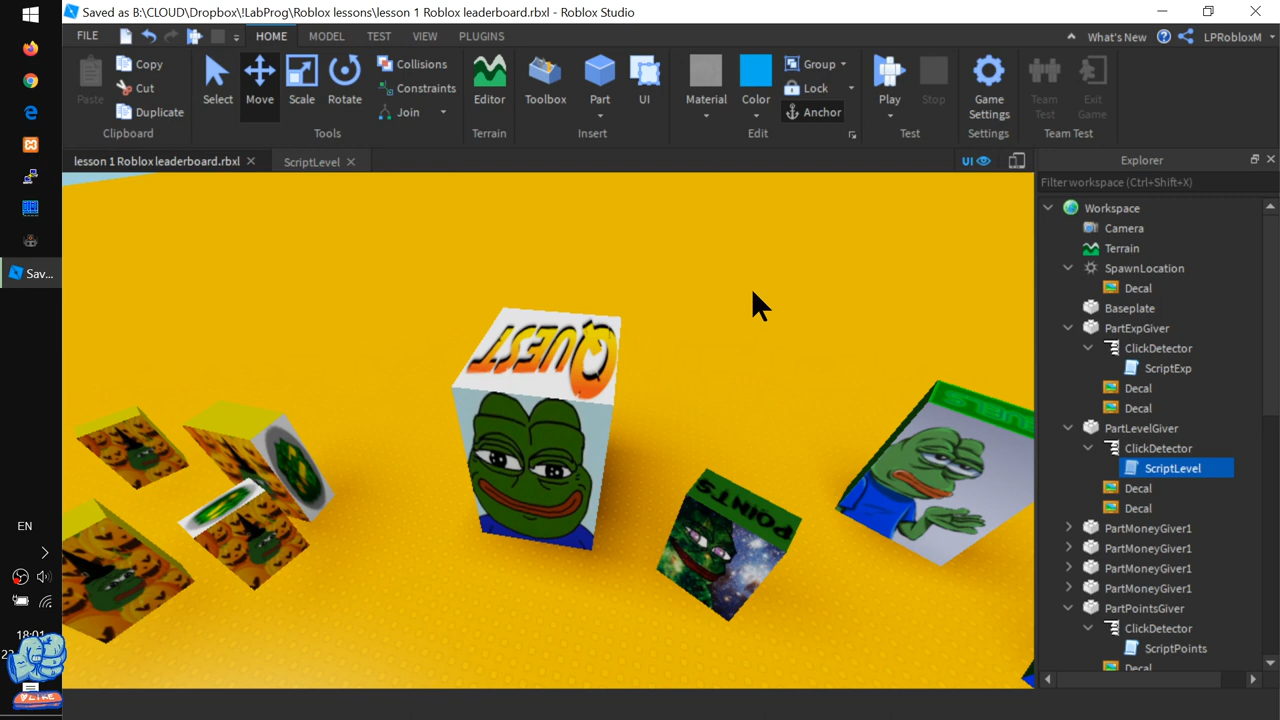 Saved as B:\CLOUD\Dropbox\!LabProg\Roblox lessons\lesson 1 Roblox leaderboard.rbxl - Roblox Studio
FILE HOME MODEL TEST VIEW PLUGINS What's New LPRobloxM
Paste Copy Cut Duplicate
Clipboard
Select Move Scale Rotate Collisions Constraints Join
Tools
Editor
Terrain
Toolbox Part UI
Insert
Material Color Group Lock Anchor
Edit
Play Stop
Test
Game Settings
Settings
Team Test Exit Game
Team Test
lesson 1 Roblox leaderboard.rbxl ScriptLevel UI
Explorer
Filter workspace (Ctrl+Shift+X)
Workspace
Camera
Terrain
SpawnLocation
Decal
Baseplate
PartExpGiver
ClickDetector
ScriptExp
Decal
Decal
PartLevelGiver
ClickDetector
ScriptLevel
Decal
Decal
PartMoneyGiver1
PartMoneyGiver1
PartMoneyGiver1
PartMoneyGiver1
PartPointsGiver
ClickDetector
ScriptPoints
Decal
QUEST
POINTS
Sav...
EN
18:01
LIKE